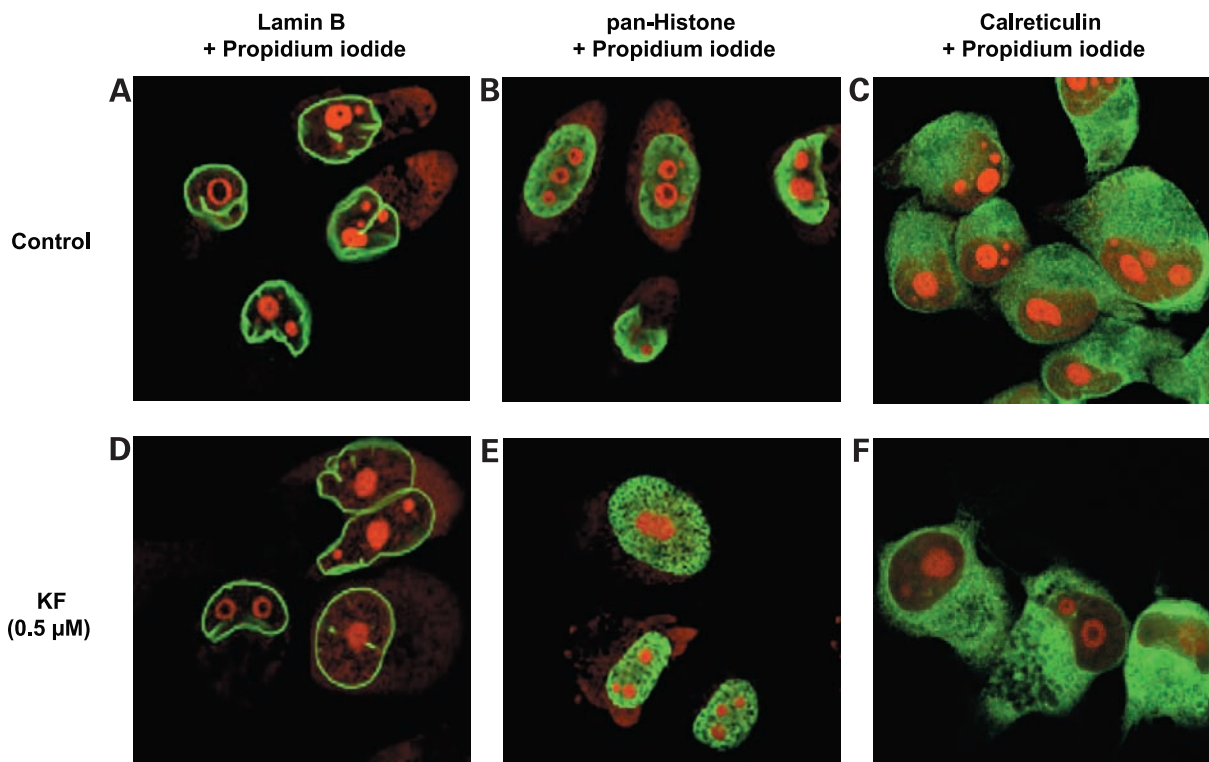 Lamin B
+ Propidium iodide
pan-Histone
+ Propidium iodide
Calreticulin
+ Propidium iodide
A
B
C
Control
D
E
F
KF
(0.5 µM)